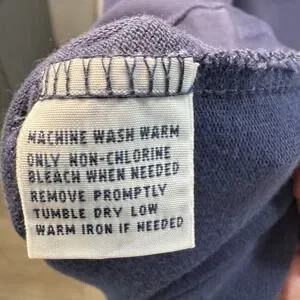 MACHINE WASH WARM
ONLY NON-CHLORINE
BLEACH WHEN NEEDED
REMOVE PROMPTLY
TUMBLE DRY LOW
WARM IRON IF NEEDED